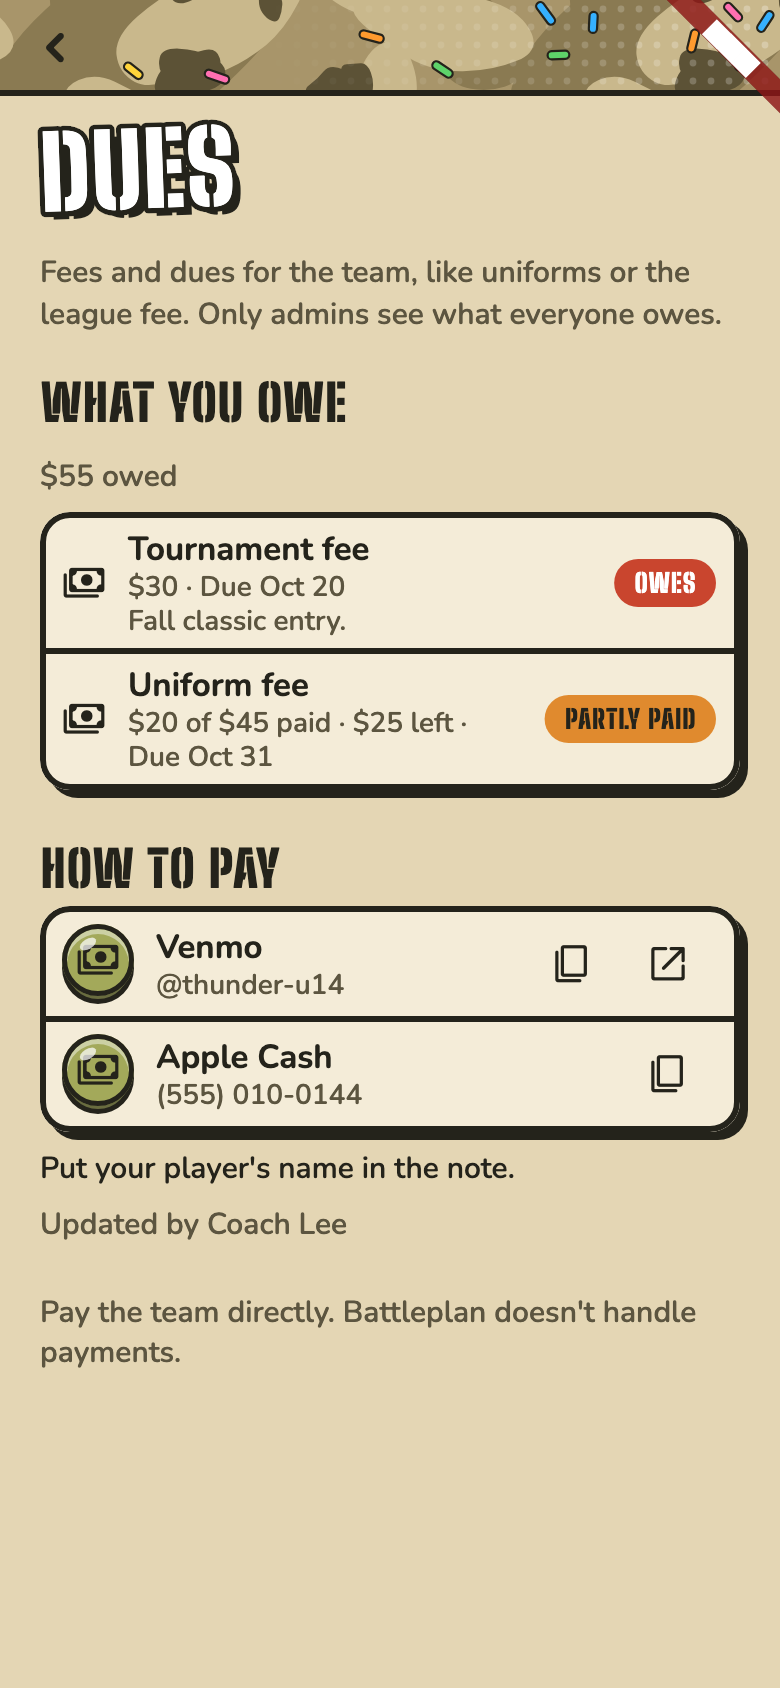 DUES
Fees and dues for the team, like uniforms or the
league fee. Only admins see what everyone owes.
WHAT YOU OWE
$55 owed
Tournament fee
$30 · Due Oct 20
Fall classic entry.
OWES
Uniform fee
$20 of $45 paid · $25 left ·
Due Oct 31
PARTLY PAID
HOW TO PAY
Venmo
@thunder-u14
Apple Cash
(555) 010-0144
Put your player's name in the note.
Updated by Coach Lee
Pay the team directly. Battleplan doesn't handle
payments.